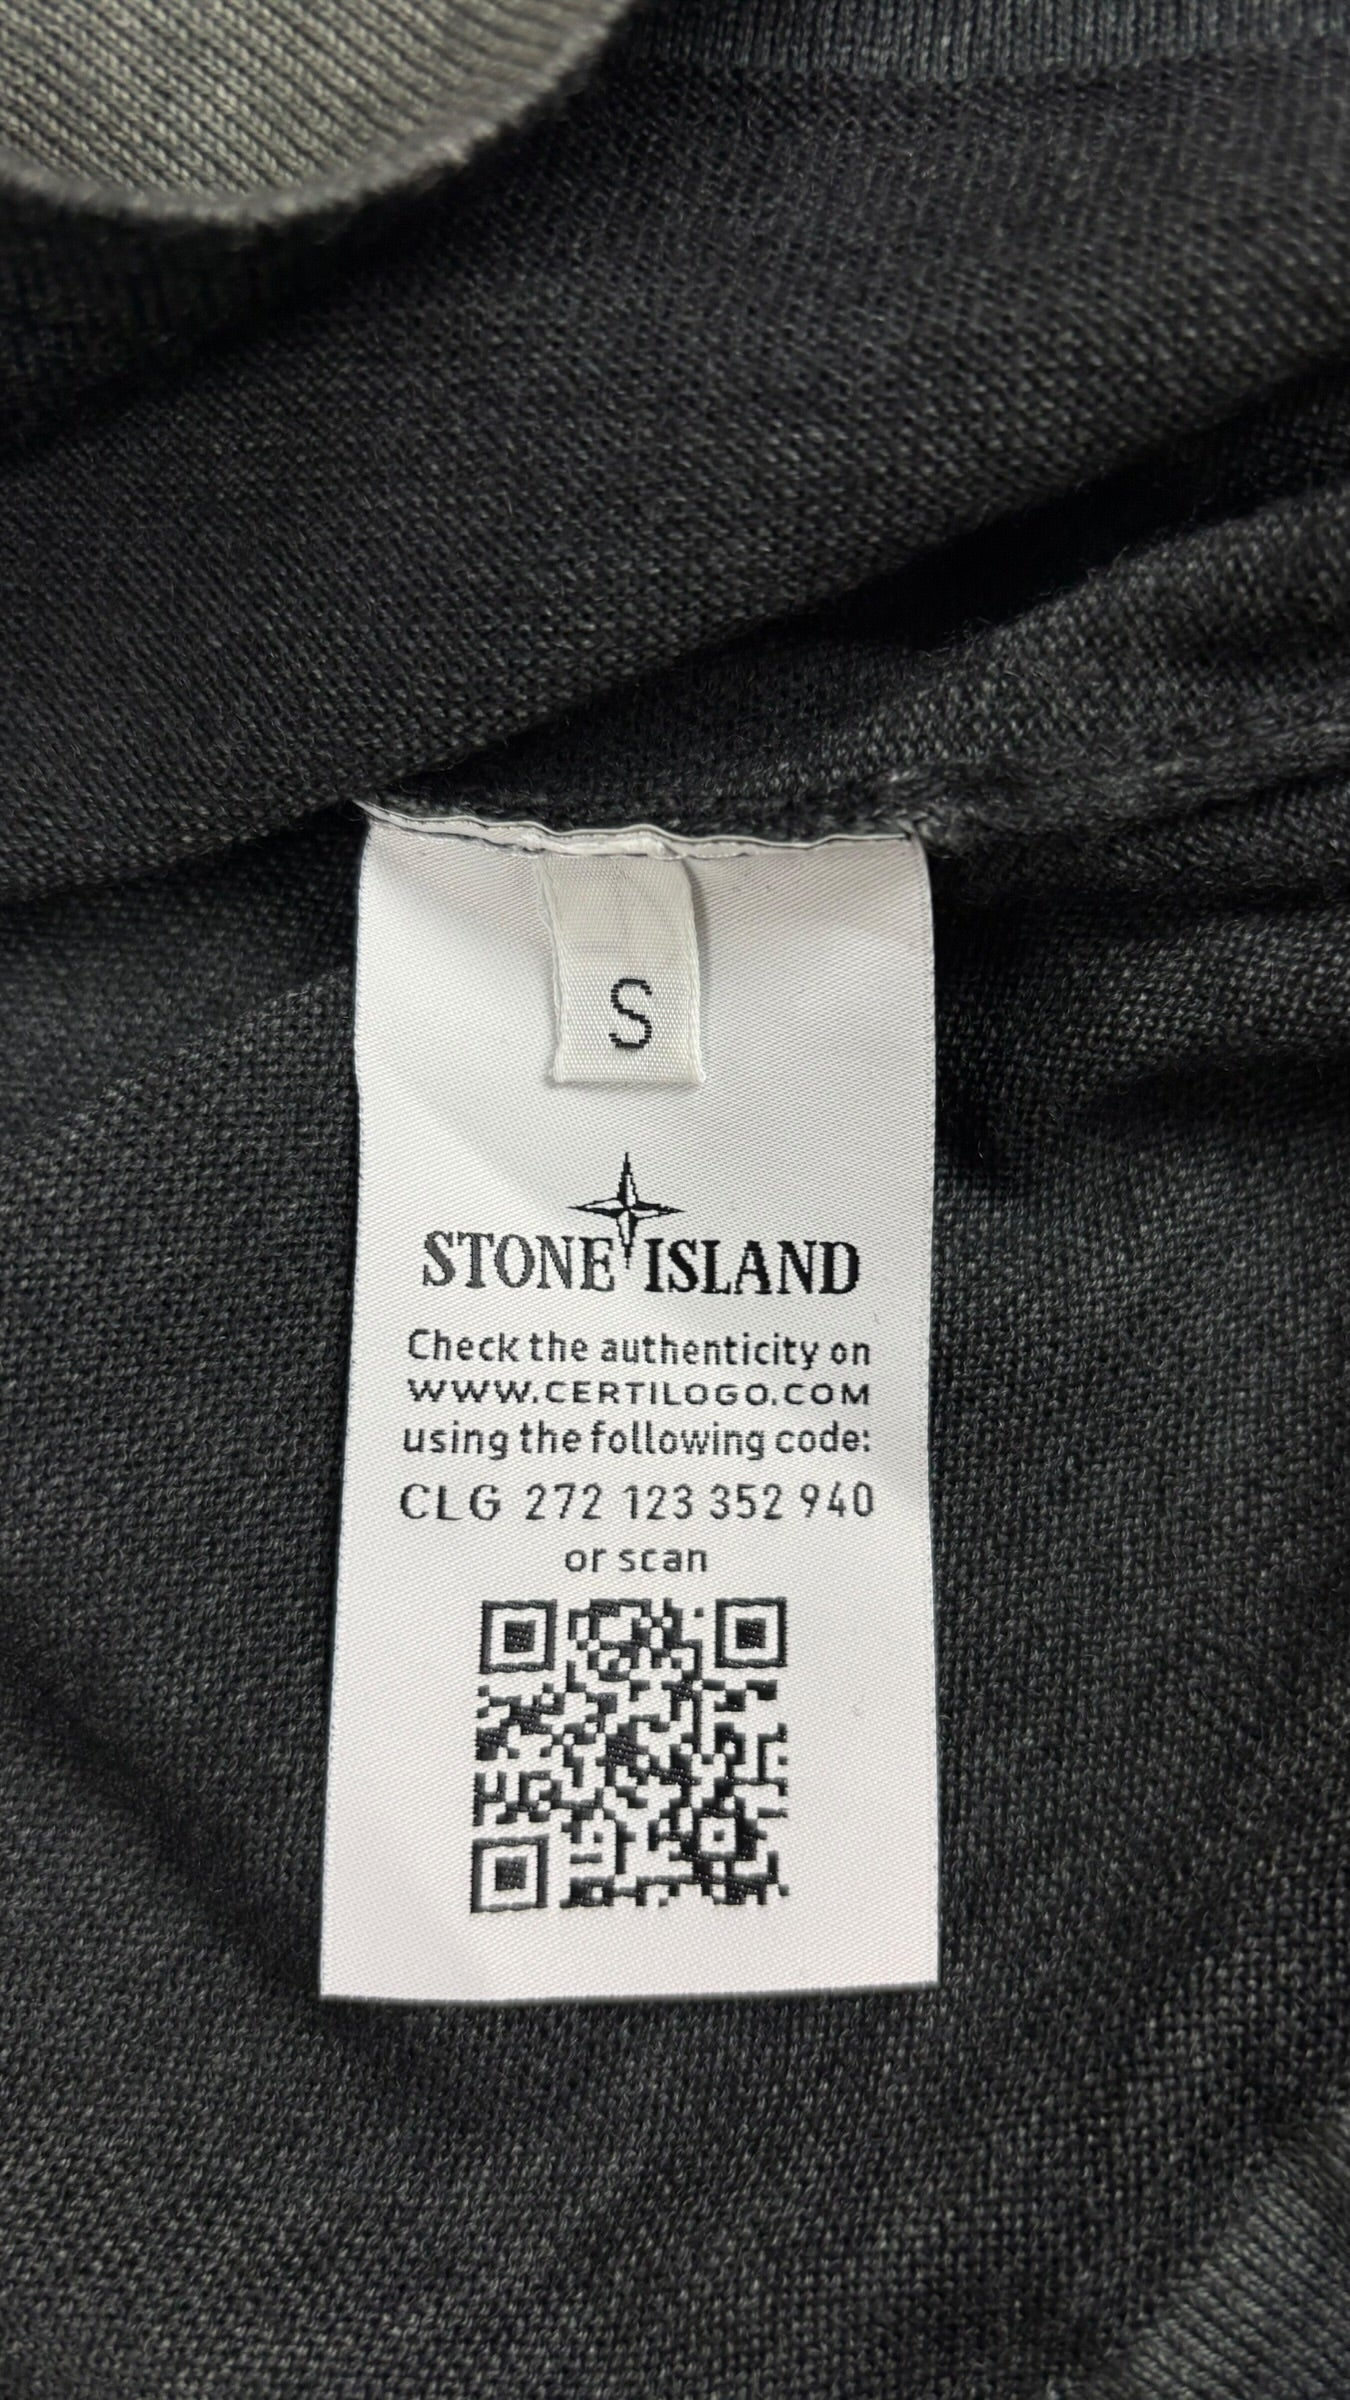 S
STONE ISLAND
Check the authenticity on
WWW.CERTILOGO.COM
using the following code:
CLG 272 123 352 940
or scan